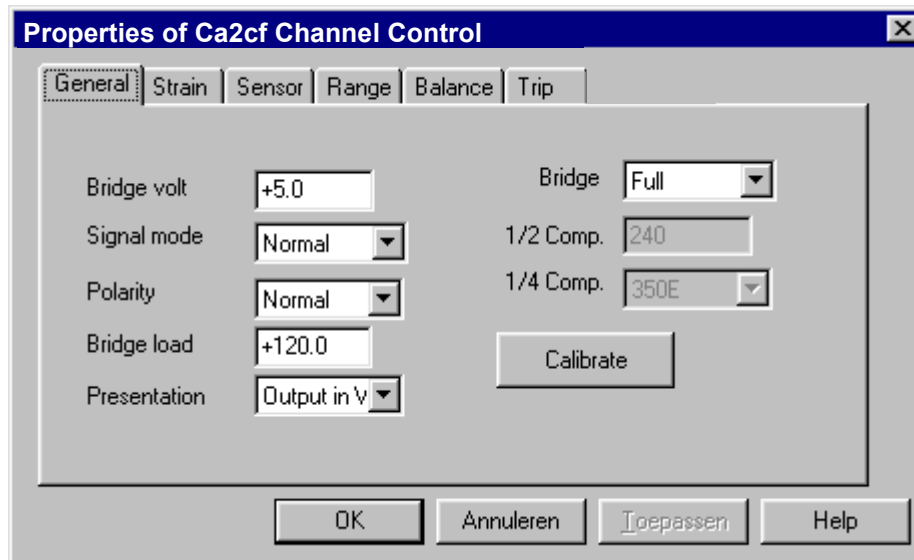 Properties of Ca2cf Channel Control
General Strain Sensor Range Balance Trip
Bridge volt +5.0
Signal mode Normal
Polarity Normal
Bridge load +120.0
Presentation Output in V
Bridge Full
1/2 Comp. 240
1/4 Comp. 350E
Calibrate
OK Annuleren Toepassen Help